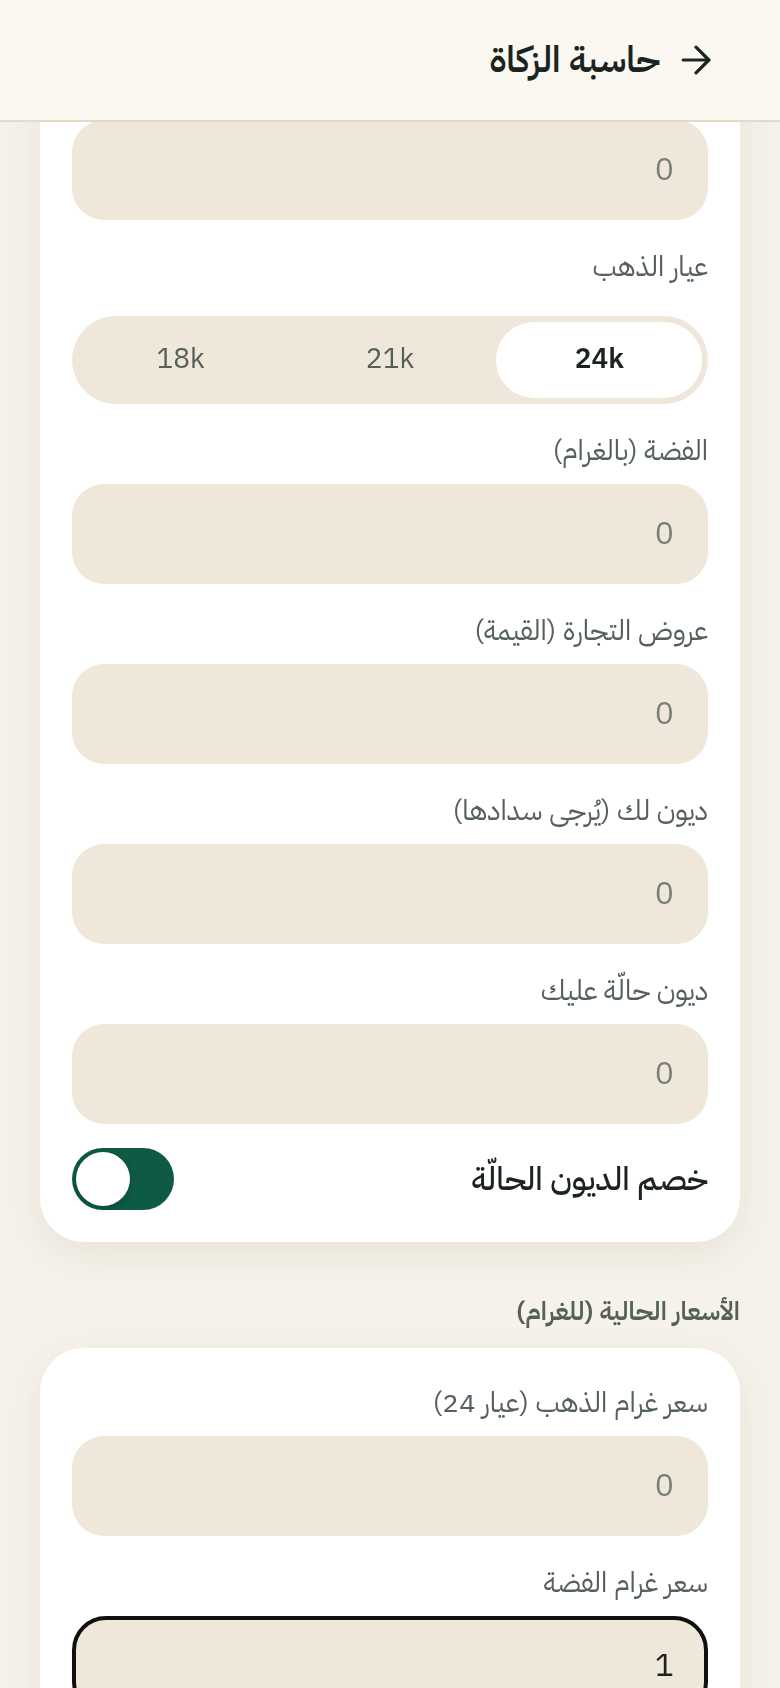 حاسبة الزكاة
0
عيار الذهب
24k 21k 18k
الفضة (بالغرام)
0
عروض التجارة (القيمة)
0
ديون لك (يُرجى سدادها)
0
ديون حالّة عليك
0
خصم الديون الحالّة
الأسعار الحالية (للغرام)
سعر غرام الذهب (عيار 24)
0
سعر غرام الفضة
1